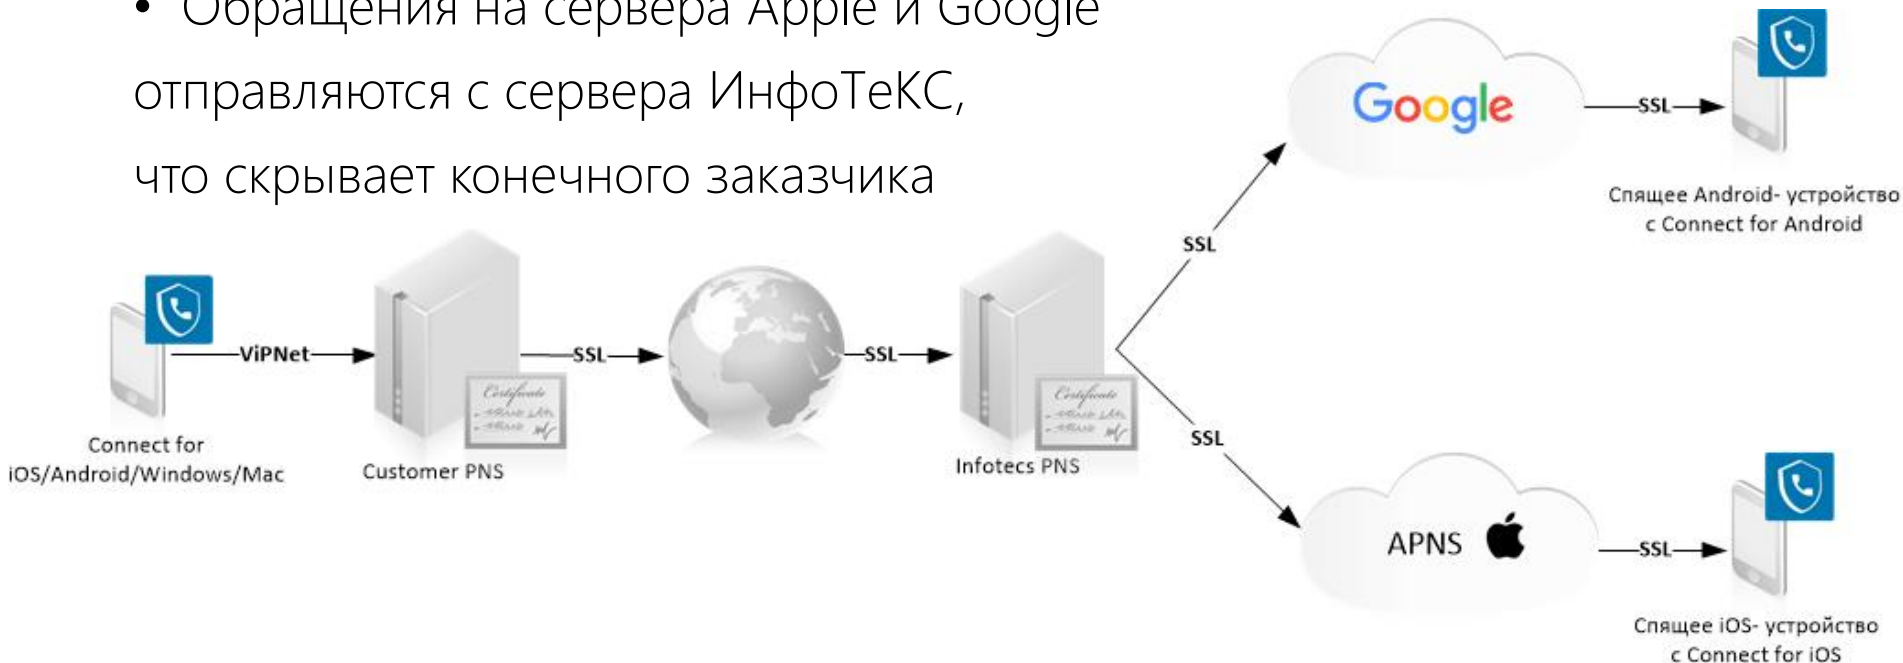 • Обращения на сервера Apple и Google
отправляются с сервера ИнфоТеКС,
что скрывает конечного заказчика
Google
SSL
Спящее Android- устройство
с Connect for Android
SSL
ViPNet
SSL
SSL
Certificate
Certificate
Connect for
iOS/Android/Windows/Mac
Customer PNS
Infotecs PNS
SSL
APNS
SSL
Спящее iOS- устройство
с Connect for iOS